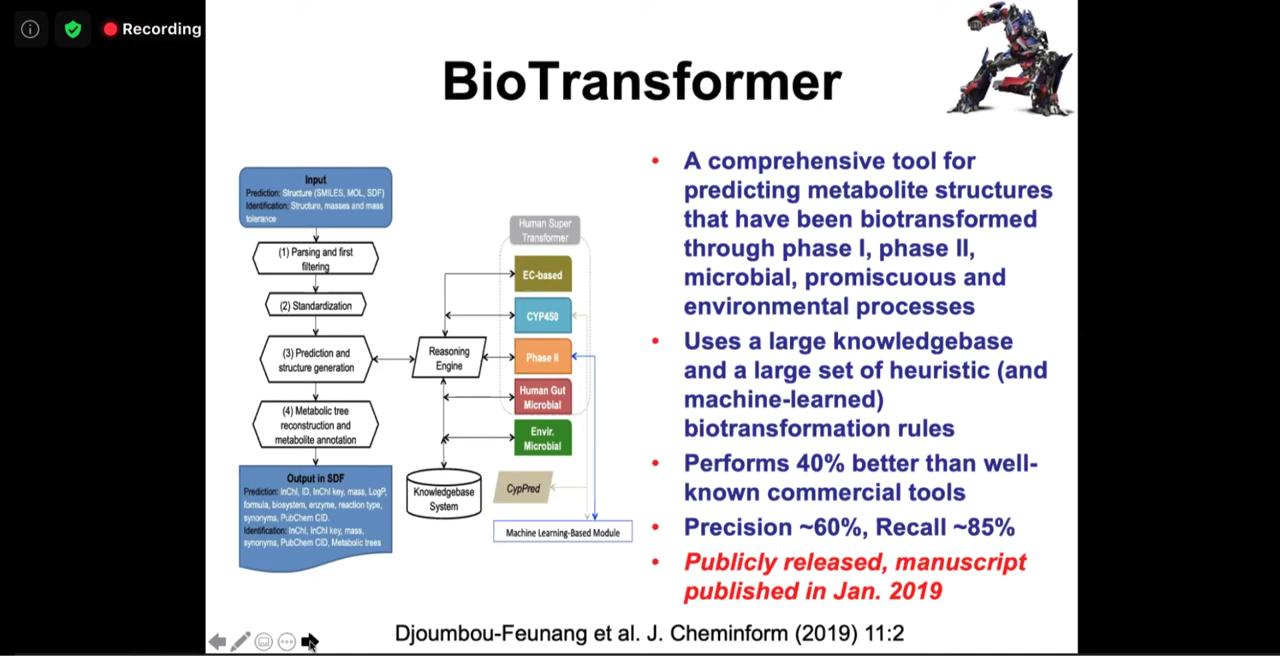 Recording
BioTransformer
Input
Prediction: Structure (SMILES, MOL, SDF)
Identification: Structure, masses and mass
tolerance
(1) Parsing and first
filtering
(2) Standardization
(3) Prediction and
structure generation
(4) Metabolic tree
reconstruction and
metabolite annotation
Output in SDF
Prediction: InChI, ID, InChI key, mass, LogP,
formula, biosystem, enzyme, reaction type,
synonyms, PubChem CID.
Identification: InChI, InChI key, mass,
synonyms, PubChem CID, Metabolic trees
Reasoning
Engine
Knowledgebase
System
Human Super
Transformer
EC-based
CYP450
Phase II
Human Gut
Microbial
Envir.
Microbial
CypPred
Machine Learning-Based Module
• A comprehensive tool for
predicting metabolite structures
that have been biotransformed
through phase I, phase II,
microbial, promiscuous and
environmental processes
• Uses a large knowledgebase
and a large set of heuristic (and
machine-learned)
biotransformation rules
• Performs 40% better than well-
known commercial tools
• Precision ~60%, Recall ~85%
• Publicly released, manuscript
published in Jan. 2019
Djoumbou-Feunang et al. J. Cheminform (2019) 11:2